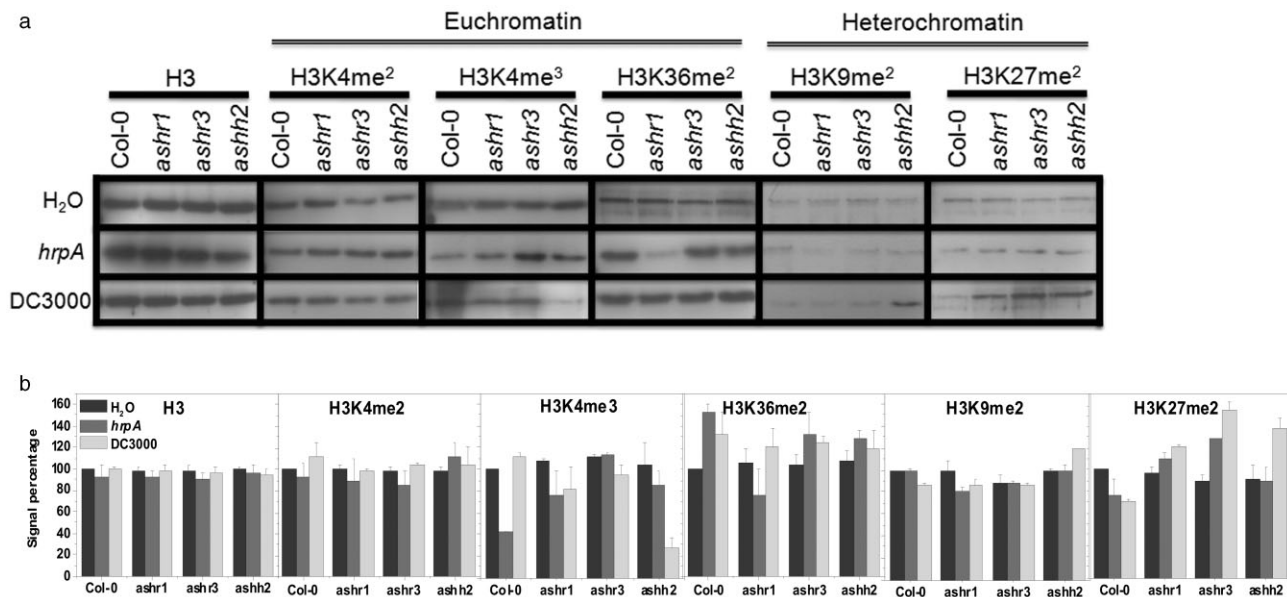 a
Euchromatin
Heterochromatin
H3
H3K4me²
H3K4me³
H3K36me²
H3K9me²
H3K27me²
Col-0 ashr1 ashr3 ashh2
Col-0 ashr1 ashr3 ashh2
Col-0 ashr1 ashr3 ashh2
Col-0 ashr1 ashr3 ashh2
Col-0 ashr1 ashr3 ashh2
Col-0 ashr1 ashr3 ashh2
H₂O
hrpA
DC3000
b
Signal percentage
160
140
120
100
80
60
40
20
0
H₂O
hrpA
DC3000
H3
H3K4me2
H3K4me3
H3K36me2
H3K9me2
H3K27me2
Col-0 ashr1 ashr3 ashh2
Col-0 ashr1 ashr3 ashh2
Col-0 ashr1 ashr3 ashh2
Col-0 ashr1 ashr3 ashh2
Col-0 ashr1 ashr3 ashh2
Col-0 ashr1 ashr3 ashh2